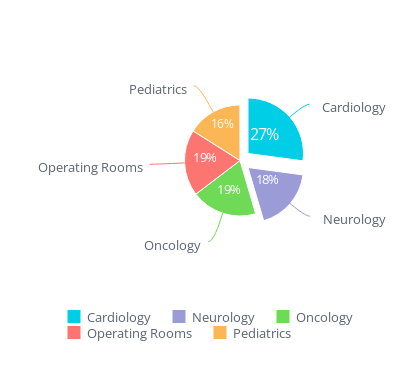 Pediatrics
Cardiology
16%
27%
Operating Rooms
19%
19%
18%
Neurology
Oncology
Cardiology Neurology Oncology
Operating Rooms Pediatrics